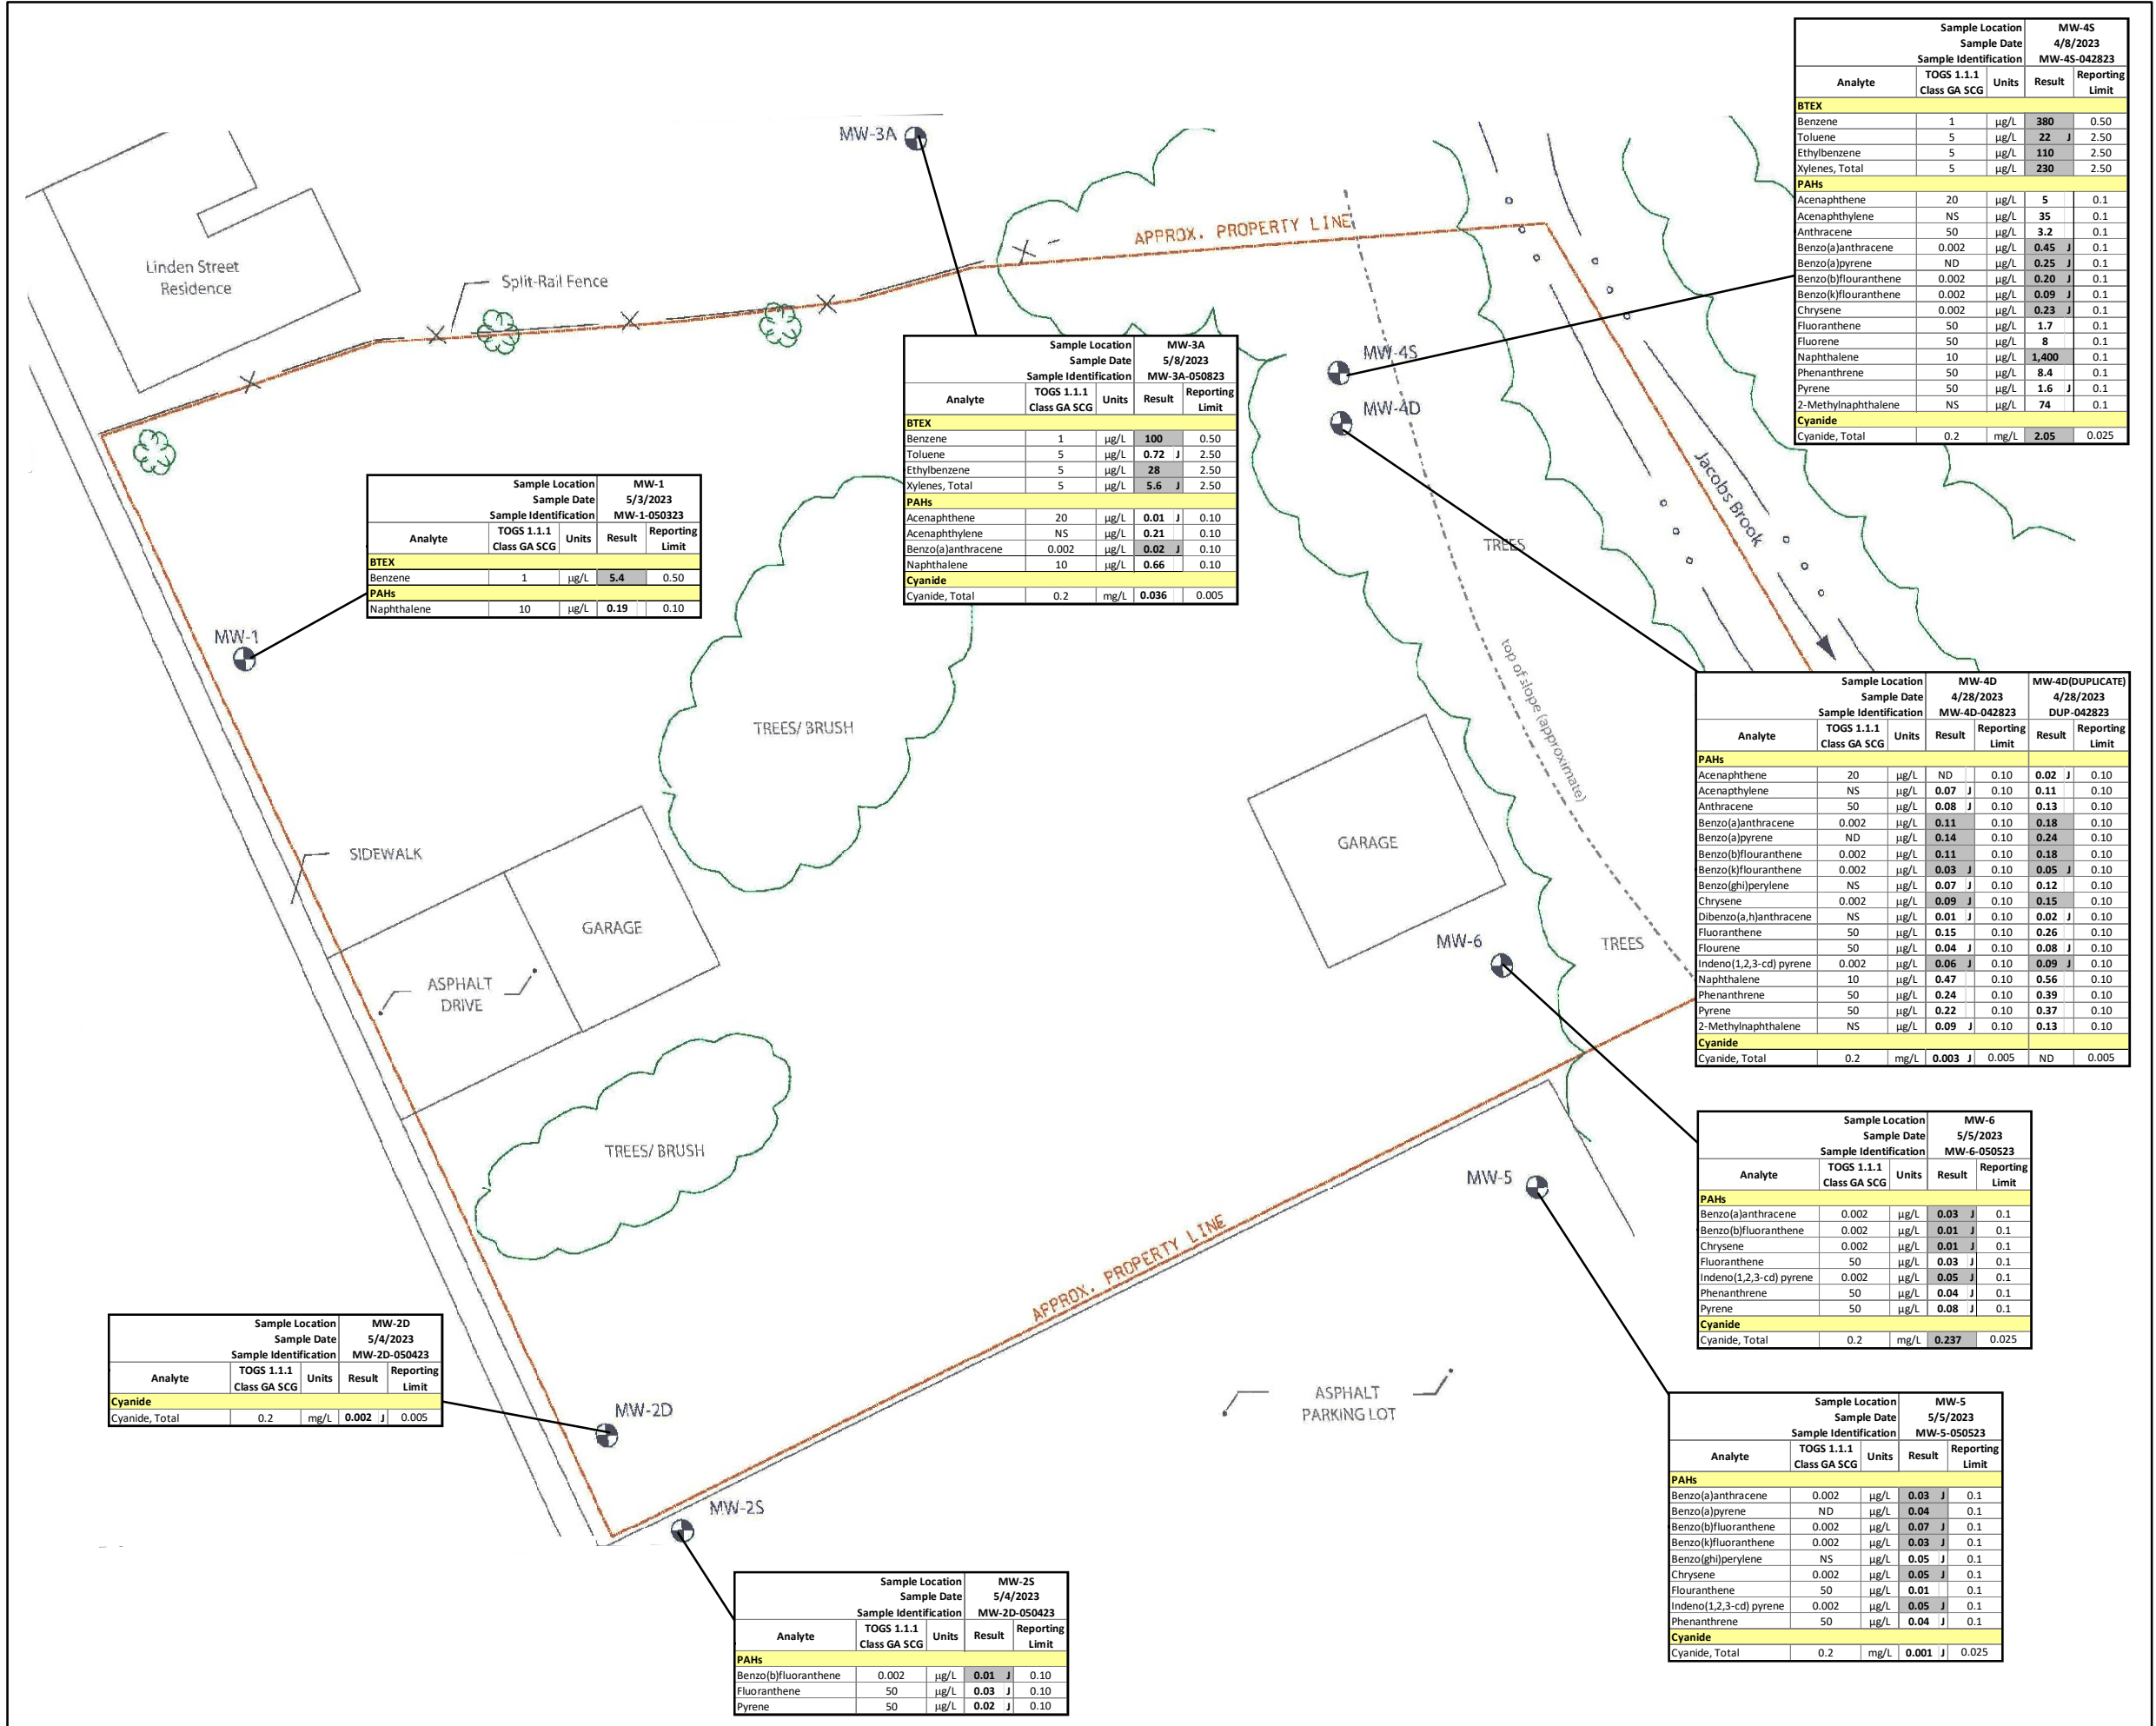 Sample Location MW-4S
Sample Date 4/8/2023
Sample Identification MW-4S-042823
Analyte TOGS 1.1.1 Class GA SCG Units Result Reporting Limit
BTEX
Benzene 1 µg/L 380 0.50
Toluene 5 µg/L 22 J 2.50
Ethylbenzene 5 µg/L 110 2.50
Xylenes, Total 5 µg/L 230 2.50
PAHs
Acenaphthene 20 µg/L 5 0.1
Acenaphthylene NS µg/L 35 0.1
Anthracene 50 µg/L 3.2 0.1
Benzo(a)anthracene 0.002 µg/L 0.45 J 0.1
Benzo(a)pyrene ND µg/L 0.25 J 0.1
Benzo(b)flouranthene 0.002 µg/L 0.20 J 0.1
Benzo(k)flouranthene 0.002 µg/L 0.09 J 0.1
Chrysene 0.002 µg/L 0.23 J 0.1
Fluoranthene 50 µg/L 1.7 0.1
Fluorene 50 µg/L 8 0.1
Naphthalene 10 µg/L 1,400 0.1
Phenanthrene 50 µg/L 8.4 0.1
Pyrene 50 µg/L 1.6 J 0.1
2-Methylnaphthalene NS µg/L 74 0.1
Cyanide
Cyanide, Total 0.2 mg/L 2.05 0.025
MW-3A
APPROX. PROPERTY LINE
Linden Street
Residence
Split-Rail Fence
Sample Location MW-3A
Sample Date 5/8/2023
Sample Identification MW-3A-050823
Analyte TOGS 1.1.1 Class GA SCG Units Result Reporting Limit
BTEX
Benzene 1 µg/L 100 0.50
Toluene 5 µg/L 0.72 J 2.50
Ethylbenzene 5 µg/L 28 2.50
Xylenes, Total 5 µg/L 5.6 J 2.50
PAHs
Acenaphthene 20 µg/L 0.01 J 0.10
Acenaphthylene NS µg/L 0.21 0.10
Benzo(a)anthracene 0.002 µg/L 0.02 J 0.10
Naphthalene 10 µg/L 0.66 0.10
Cyanide
Cyanide, Total 0.2 mg/L 0.036 0.005
MW-4S
MW-4D
Jacobs Brook
TREES
Sample Location MW-1
Sample Date 5/3/2023
Sample Identification MW-1-050323
Analyte TOGS 1.1.1 Class GA SCG Units Result Reporting Limit
BTEX
Benzene 1 µg/L 5.4 0.50
PAHs
Naphthalene 10 µg/L 0.19 0.10
MW-1
top of slope (approximate)
TREES/ BRUSH
Sample Location MW-4D MW-4D(DUPLICATE)
Sample Date 4/28/2023 4/28/2023
Sample Identification MW-4D-042823 DUP-042823
Analyte TOGS 1.1.1 Class GA SCG Units Result Reporting Limit Result Reporting Limit
PAHs
Acenaphthene 20 µg/L ND 0.10 0.02 J 0.10
Acenapthylene NS µg/L 0.07 J 0.10 0.11 0.10
Anthracene 50 µg/L 0.08 J 0.10 0.13 0.10
Benzo(a)anthracene 0.002 µg/L 0.11 0.10 0.18 0.10
Benzo(a)pyrene ND µg/L 0.14 0.10 0.24 0.10
Benzo(b)flouranthene 0.002 µg/L 0.11 0.10 0.18 0.10
Benzo(k)flouranthene 0.002 µg/L 0.03 J 0.10 0.05 J 0.10
Benzo(ghi)perylene NS µg/L 0.07 J 0.10 0.12 0.10
Chrysene 0.002 µg/L 0.09 J 0.10 0.15 0.10
Dibenzo(a,h)anthracene NS µg/L 0.01 J 0.10 0.02 J 0.10
Fluoranthene 50 µg/L 0.15 0.10 0.26 0.10
Flourene 50 µg/L 0.04 J 0.10 0.08 J 0.10
Indeno(1,2,3-cd) pyrene 0.002 µg/L 0.06 J 0.10 0.09 J 0.10
Naphthalene 10 µg/L 0.47 0.10 0.56 0.10
Phenanthrene 50 µg/L 0.24 0.10 0.39 0.10
Pyrene 50 µg/L 0.22 0.10 0.37 0.10
2-Methylnaphthalene NS µg/L 0.09 J 0.10 0.13 0.10
Cyanide
Cyanide, Total 0.2 mg/L 0.003 J 0.005 ND 0.005
SIDEWALK
GARAGE
ASPHALT
DRIVE
GARAGE
MW-6
TREES
TREES/ BRUSH
Sample Location MW-6
Sample Date 5/5/2023
Sample Identification MW-6-050523
Analyte TOGS 1.1.1 Class GA SCG Units Result Reporting Limit
PAHs
Benzo(a)anthracene 0.002 µg/L 0.03 J 0.1
Benzo(b)fluoranthene 0.002 µg/L 0.01 J 0.1
Chrysene 0.002 µg/L 0.01 J 0.1
Fluoranthene 50 µg/L 0.03 J 0.1
Indeno(1,2,3-cd) pyrene 0.002 µg/L 0.05 J 0.1
Phenanthrene 50 µg/L 0.04 J 0.1
Pyrene 50 µg/L 0.08 J 0.1
Cyanide
Cyanide, Total 0.2 mg/L 0.237 0.025
MW-5
APPROX. PROPERTY LINE
Sample Location MW-2D
Sample Date 5/4/2023
Sample Identification MW-2D-050423
Analyte TOGS 1.1.1 Class GA SCG Units Result Reporting Limit
Cyanide
Cyanide, Total 0.2 mg/L 0.002 J 0.005
MW-2D
ASPHALT
PARKING LOT
Sample Location MW-5
Sample Date 5/5/2023
Sample Identification MW-5-050523
Analyte TOGS 1.1.1 Class GA SCG Units Result Reporting Limit
PAHs
Benzo(a)anthracene 0.002 µg/L 0.03 J 0.1
Benzo(a)pyrene ND µg/L 0.04 0.1
Benzo(b)fluoranthene 0.002 µg/L 0.07 J 0.1
Benzo(k)fluoranthene 0.002 µg/L 0.03 J 0.1
Benzo(ghi)perylene NS µg/L 0.05 J 0.1
Chrysene 0.002 µg/L 0.05 J 0.1
Flouranthene 50 µg/L 0.01 0.1
Indeno(1,2,3-cd) pyrene 0.002 µg/L 0.05 J 0.1
Phenanthrene 50 µg/L 0.04 J 0.1
Cyanide
Cyanide, Total 0.2 mg/L 0.001 J 0.025
MW-2S
Sample Location MW-2S
Sample Date 5/4/2023
Sample Identification MW-2D-050423
Analyte TOGS 1.1.1 Class GA SCG Units Result Reporting Limit
PAHs
Benzo(b)fluoranthene 0.002 µg/L 0.01 J 0.10
Fluoranthene 50 µg/L 0.03 J 0.10
Pyrene 50 µg/L 0.02 J 0.10